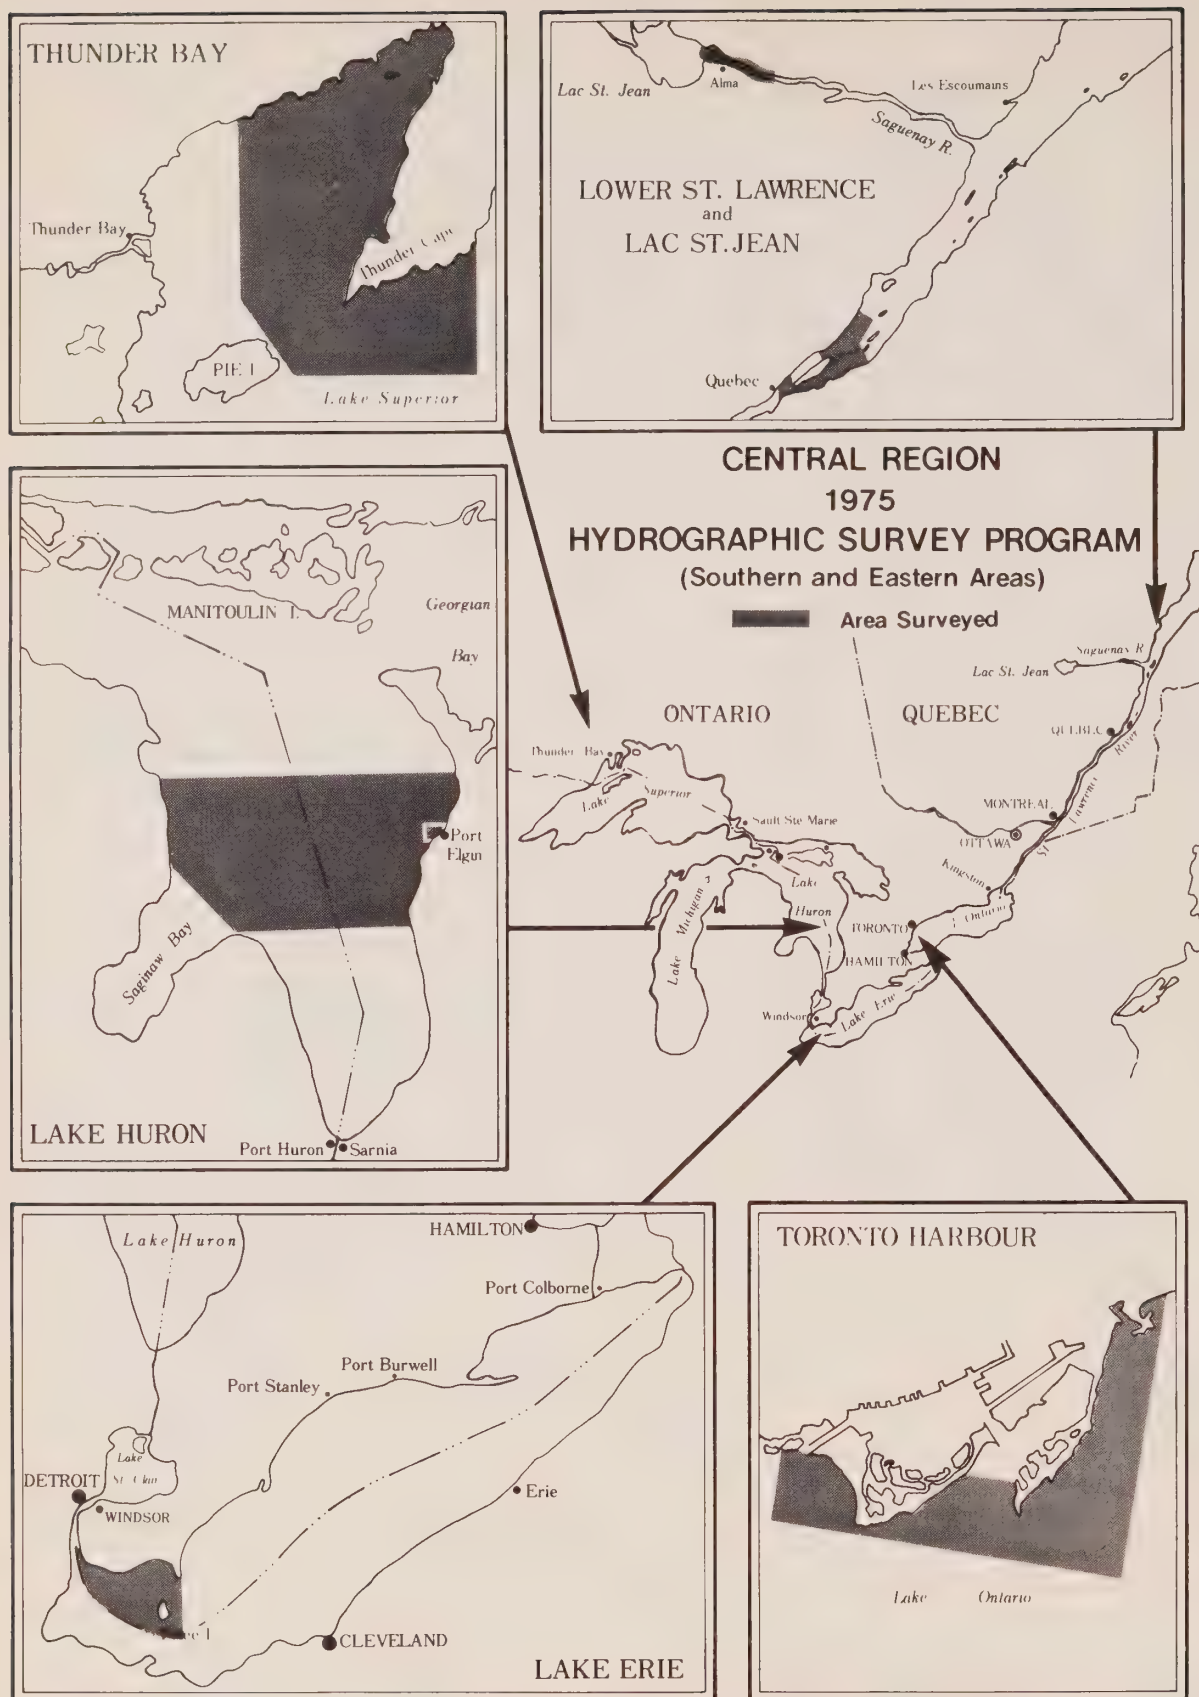 THUNDER BAY
Thunder Bay
Thunder Cape
PIE I
Lake Superior
Lac St. Jean
Alma
Les Escoumains
Saguenay R.
LOWER ST. LAWRENCE
and
LAC ST. JEAN
Quebec
CENTRAL REGION
1975
HYDROGRAPHIC SURVEY PROGRAM
(Southern and Eastern Areas)
Area Surveyed
MANITOULIN I.
Georgian
Bay
Port
Elgin
Saginaw Bay
LAKE HURON
Port Huron
Sarnia
Saguenay R
Lac St. Jean
ONTARIO
QUEBEC
QUEBEC
River
Thunder Bay
Lake
Superior
MONTREAL
Lawrence
Sault Ste Marie
OTTAWA
St
Kingston
Lake
Michigan
Lake
Huron
Ontario
TORONTO
HAMILTON
Windsor
Lake Erie
Lake Huron
HAMILTON
Port Colborne
Port Burwell
Port Stanley
Lake
St. Clair
DETROIT
WINDSOR
Erie
CLEVELAND
LAKE ERIE
TORONTO HARBOUR
Lake Ontario